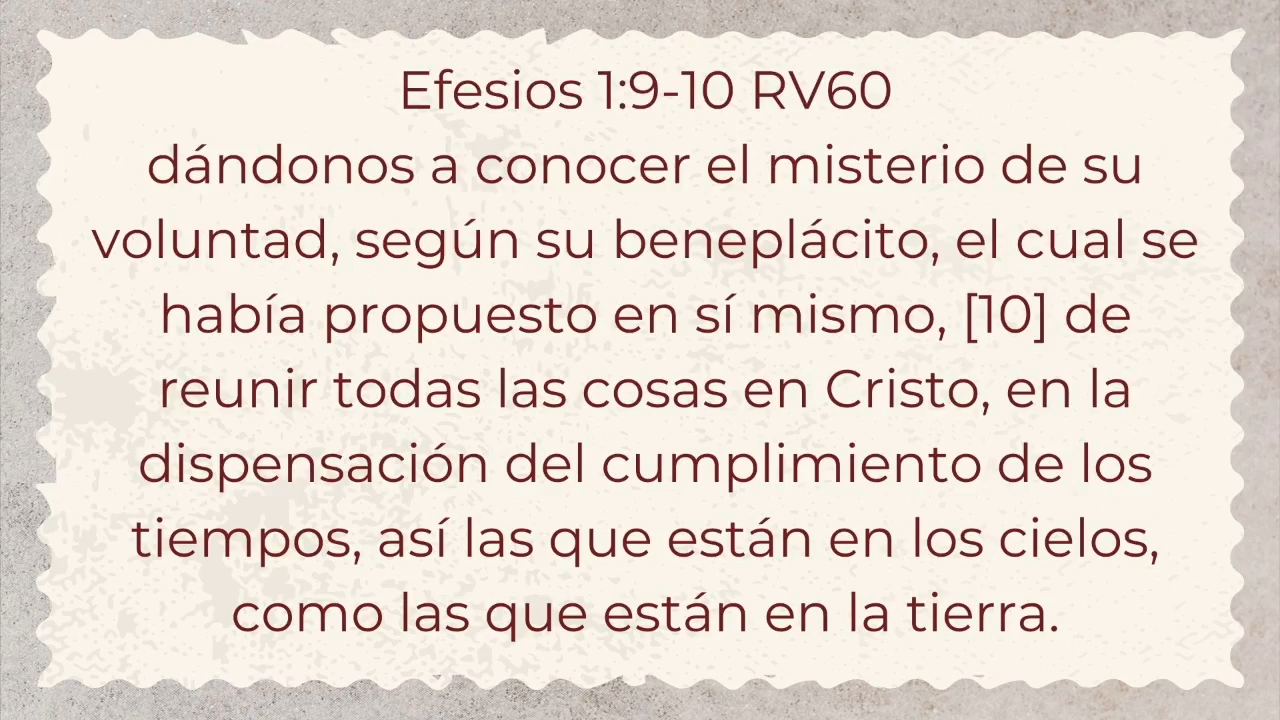 Efesios 1:9-10 RV60
dándonos a conocer el misterio de su
voluntad, según su beneplácito, el cual se
había propuesto en sí mismo, [10] de
reunir todas las cosas en Cristo, en la
dispensación del cumplimiento de los
tiempos, así las que están en los cielos,
como las que están en la tierra.